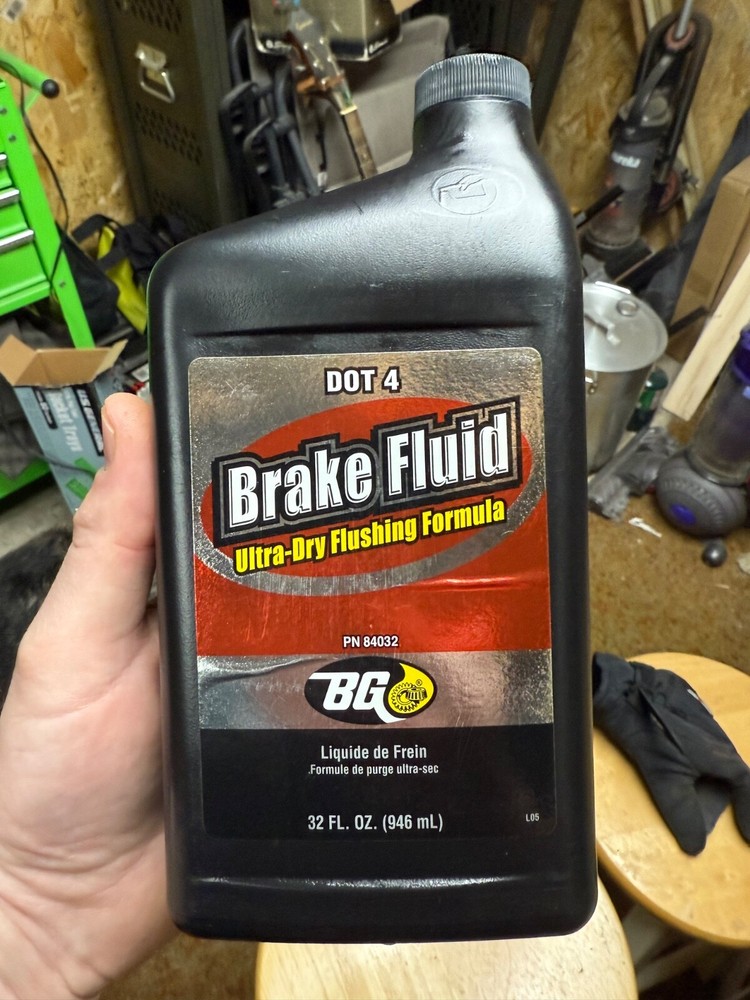 DOT 4
Brake Fluid
Ultra-Dry Flushing Formula
PN 84032
BG
®
Liquide de Frein
Formule de purge ultra-sec
32 FL. OZ. (946 mL)
L05
eureka